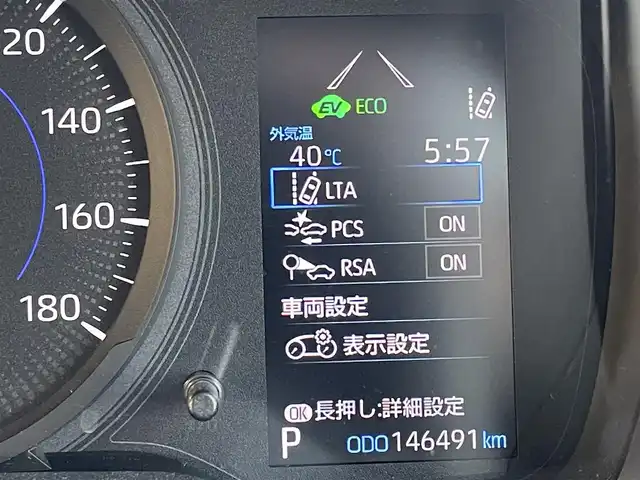 20
140
160
180
EV ECO
外気温
40℃ 5:57
LTA
PCS ON
RSA ON
車両設定
表示設定
OK 長押し:詳細設定
P ODO 146491 km